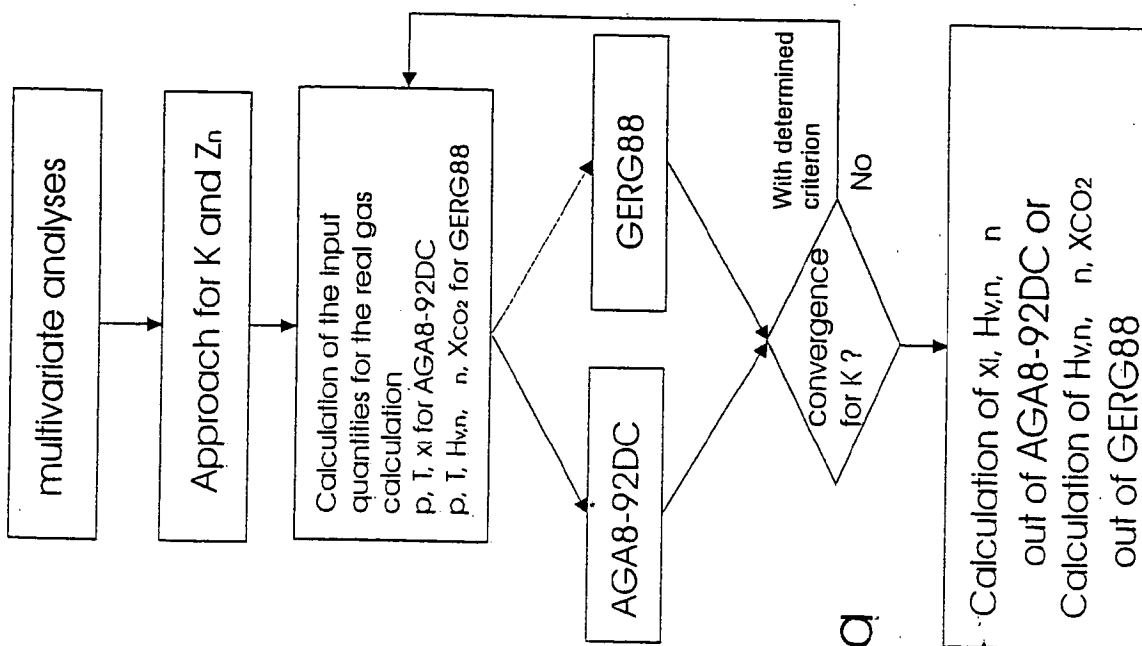 multivariate analyses
Approach for K and Zn
Calculation of the input
quantities for the real gas
calculation
p, T, xi for AGA8-92DC
p, T, Hv,n, n, Xco2 for GERG88
AGA8-92DC
GERG88
convergence
for K ?
With determined
criterion
No
Calculation of xi, Hv,n, n
out of AGA8-92DC or
Calculation of Hv,n, n, XCO2
out of GERG88